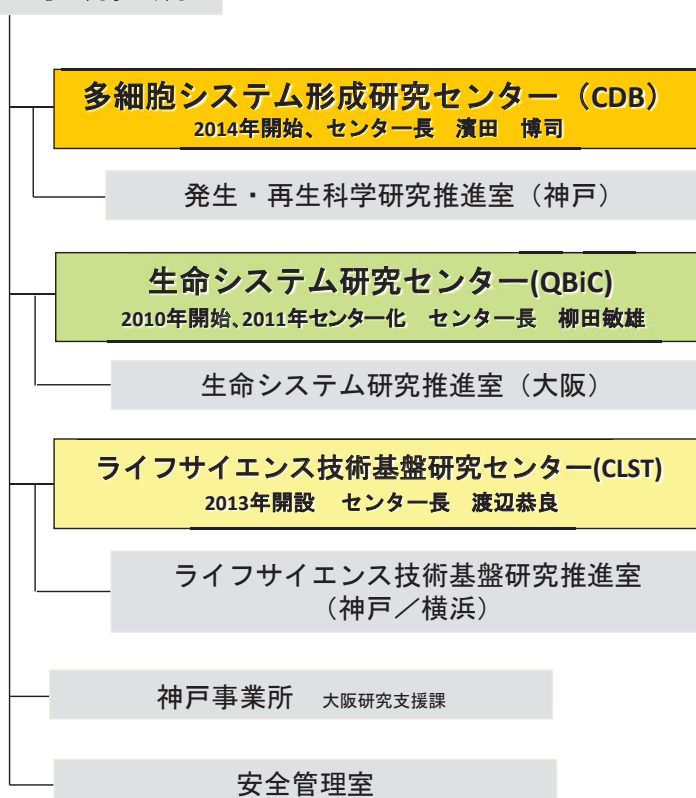 多細胞システム形成研究センター（CDB）
2014年開始、センター長　濱田　博司
発生・再生科学研究推進室（神戸）
生命システム研究センター(QBiC)
2010年開始、2011年センター化　センター長　柳田敏雄
生命システム研究推進室（大阪）
ライフサイエンス技術基盤研究センター(CLST)
2013年開設　センター長　渡辺恭良
ライフサイエンス技術基盤研究推進室
（神戸／横浜）
神戸事業所　大阪研究支援課
安全管理室